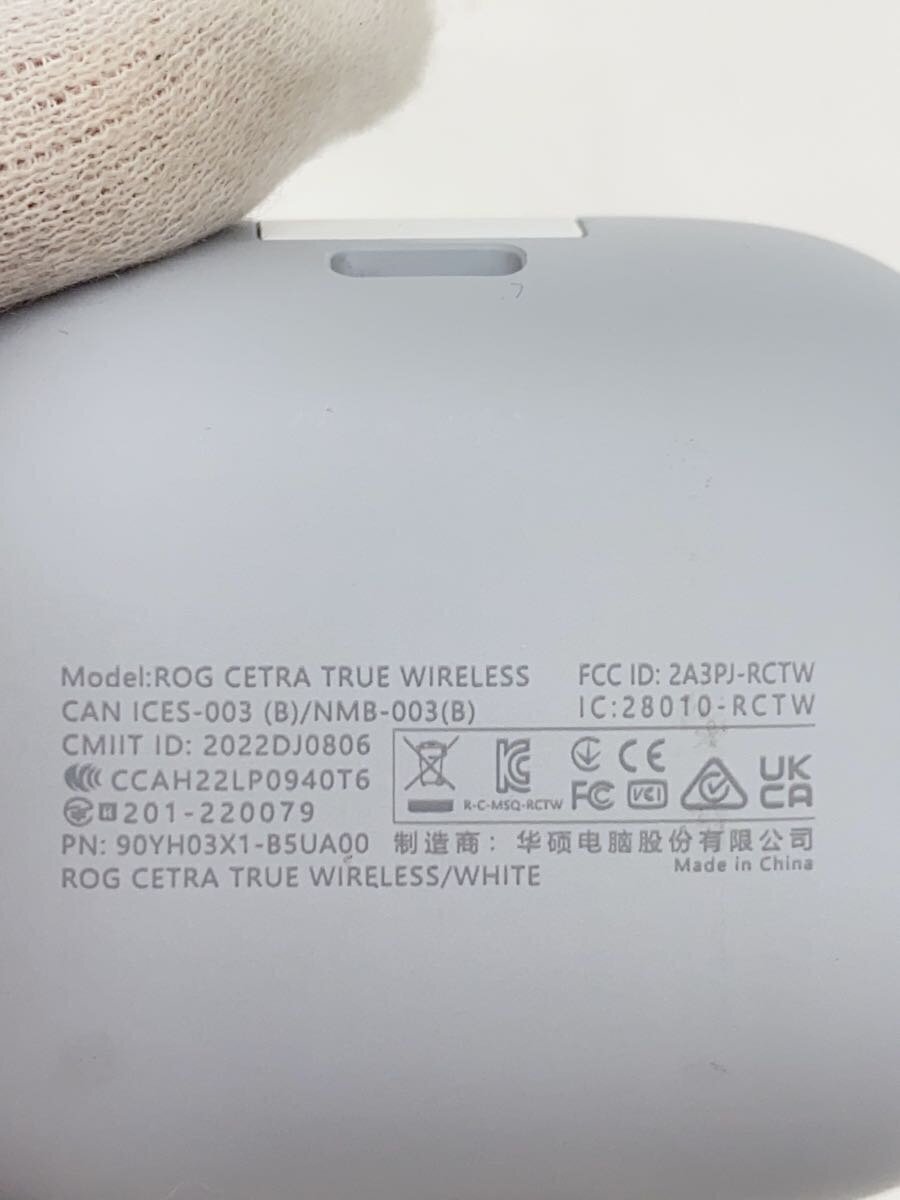 Model:ROG CETRA TRUE WIRELESS
FCC ID: 2A3PJ-RCTW
CAN ICES-003 (B)/NMB-003(B)
IC:28010-RCTW
CMIIT ID: 2022DJ0806
CCAH22LP0940T6
R 201-220079
R-C-MSQ-RCTW
CE
FC
VCI
UK
CA
PN: 90YH03X1-B5UA00
制造商：华硕电脑股份有限公司
Made in China
ROG CETRA TRUE WIRELESS/WHITE